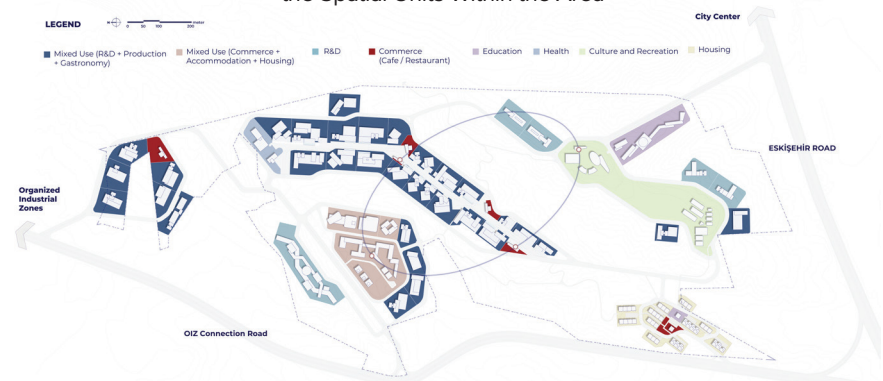 the Spatial Units Within the Area
City Center
LEGEND
0 50 100 200 meter
Mixed Use (R&D + Production
+ Gastronomy)
Mixed Use (Commerce +
Accommodation + Housing)
R&D
Commerce
(Cafe / Restaurant)
Education
Health
Culture and Recreation
Housing
ESKİŞEHİR ROAD
Organized
Industrial
Zones
OIZ Connection Road